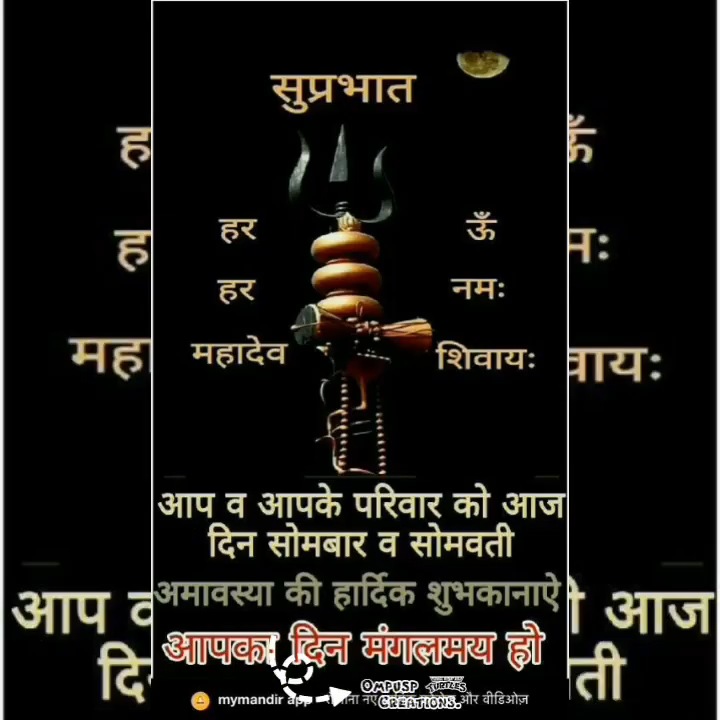 सुप्रभात
हर ऊँ
हर नमः
महादेव शिवायः
आप व आपके परिवार को आज
दिन सोमबार व सोमवती
अमावस्या की हार्दिक शुभकानाऐ
आपका दिन मंगलमय हो
mymandir app
OMPUSP TURTLES
CREATIONS.
और वीडिओज़